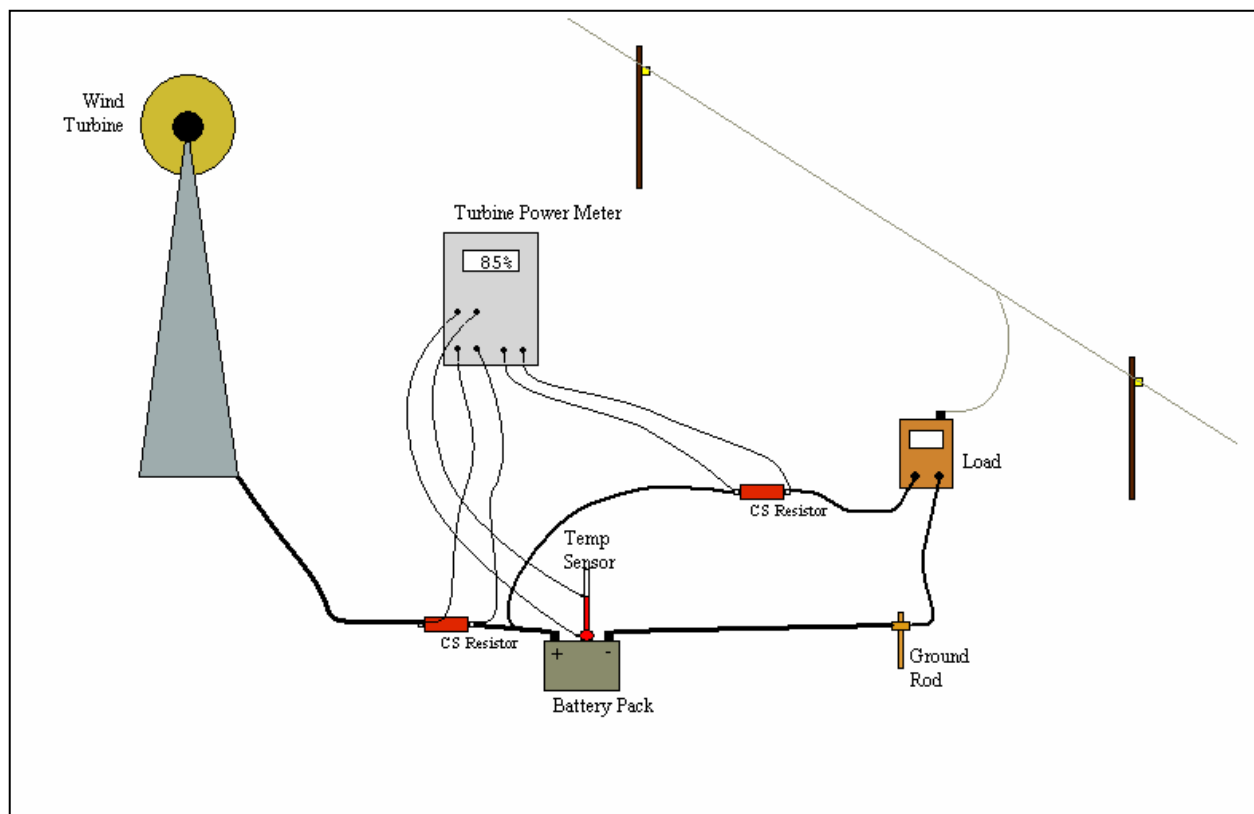 Wind
Turbine
Turbine Power Meter
85%
Load
CS Resistor
Temp
Sensor
CS Resistor
+ -
Ground
Rod
Battery Pack